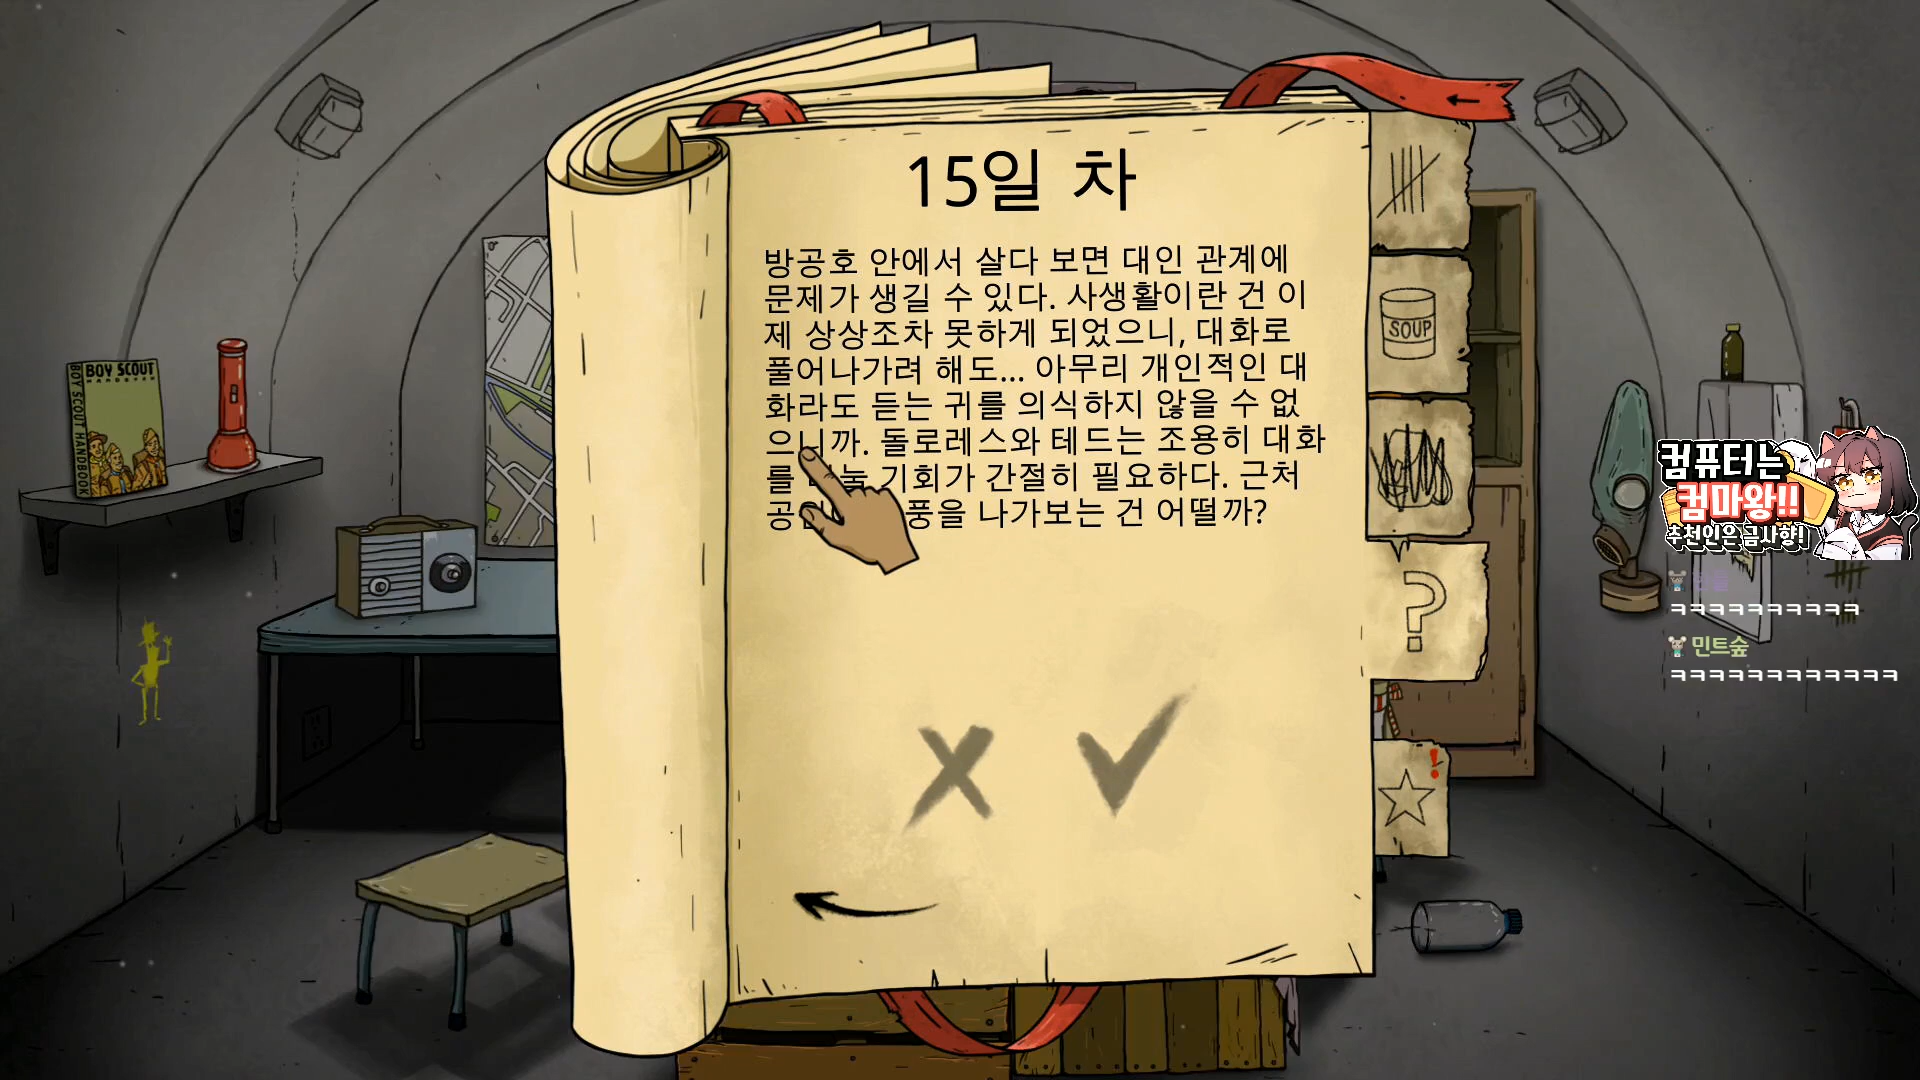 15일 차
방공호 안에서 살다 보면 대인 관계에
문제가 생길 수 있다. 사생활이란 건 이
제 상상조차 못하게 되었으니, 대화로
풀어나가려 해도... 아무리 개인적인 대
화라도 듣는 귀를 의식하지 않을 수 없
으니까. 돌로레스와 테드는 조용히 대화
를 기회가 간절히 필요하다. 근처
나가보는 건 어떨까?
BOY SCOUT
HANDBOOK
BOY SCOUT HANDBOOK
SOUP
?
!
컴퓨터는
컴마왕!!
추천인은 금사향!
ㅋㅋㅋㅋㅋㅋㅋㅋㅋㅋ
민트숲
ㅋㅋㅋㅋㅋㅋㅋㅋㅋㅋㅋㅋ